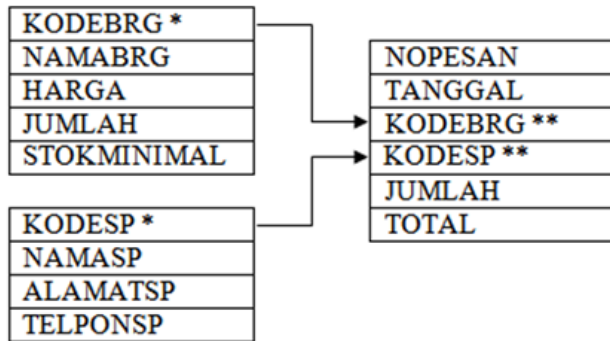 KODEBRG *
NAMABRG
HARGA
JUMLAH
STOKMINIMAL
KODESP *
NAMASP
ALAMATSP
TELPONSP
NOPESAN
TANGGAL
KODEBRG **
KODESP **
JUMLAH
TOTAL